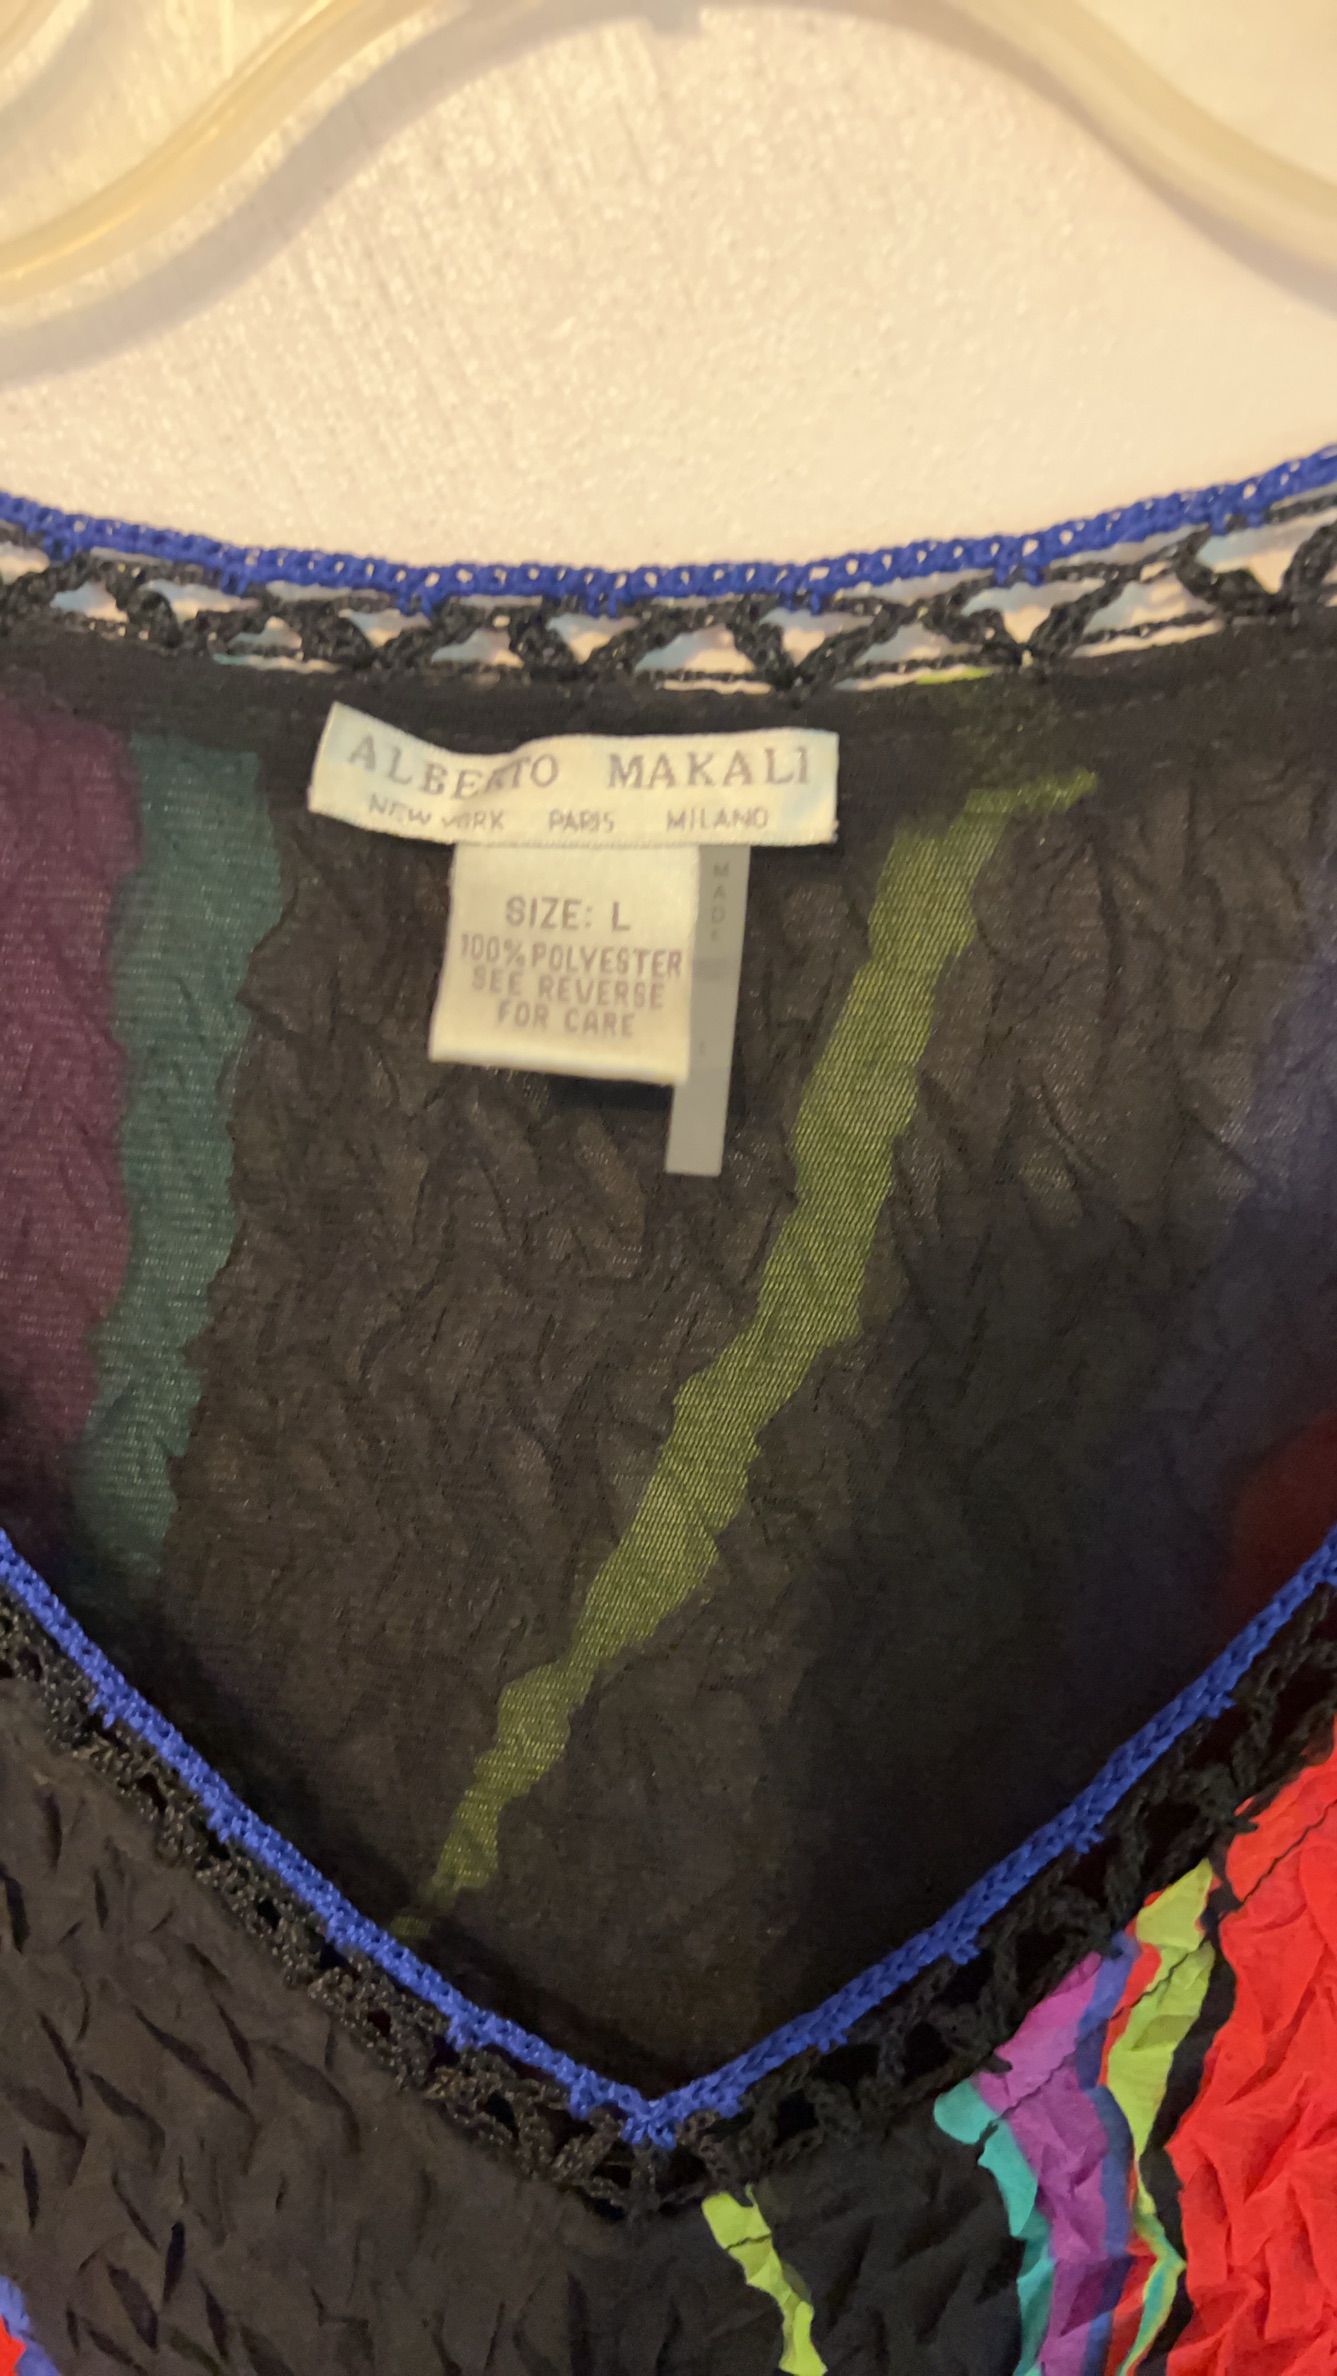 ALBERTO MAKALI
NEW YORK PARIS MILANO
SIZE: L
100% POLYESTER
SEE REVERSE
FOR CARE
MADE